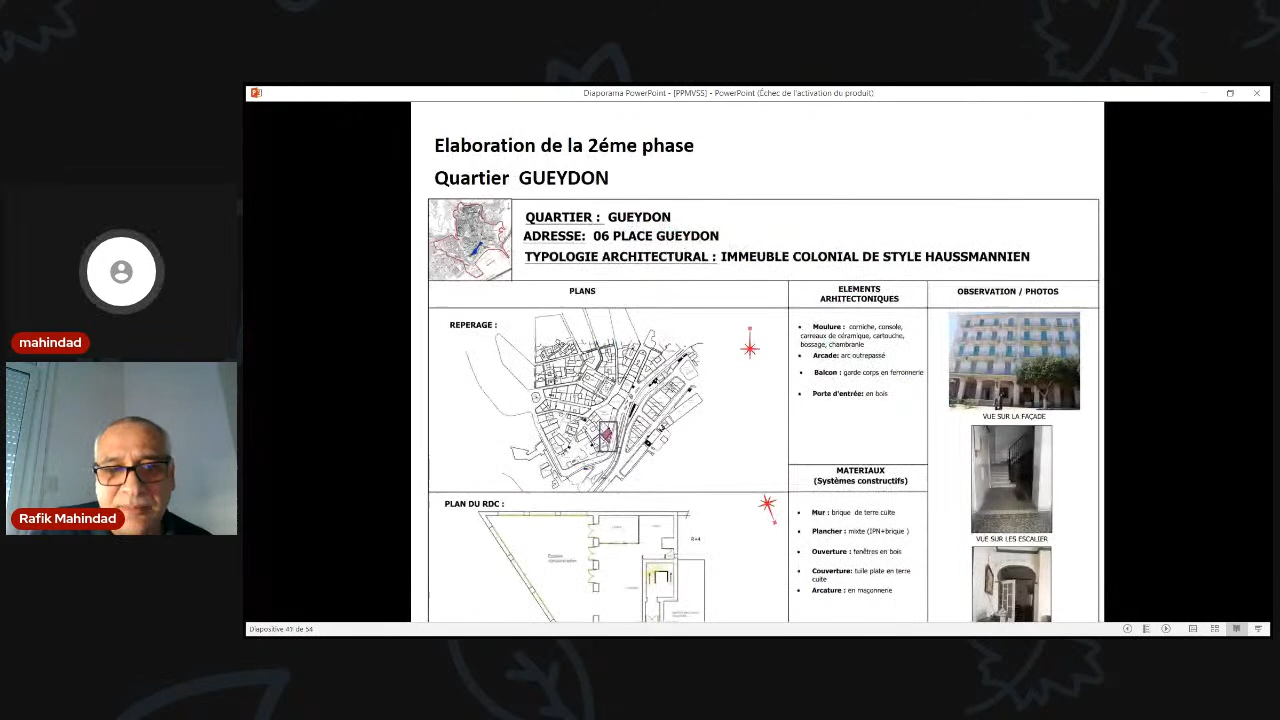 Diaporama PowerPoint - [PPMVSS] - PowerPoint (Échec de l'activation du produit)
Elaboration de la 2éme phase
Quartier GUEYDON
QUARTIER : GUEYDON
ADRESSE: 06 PLACE GUEYDON
TYPOLOGIE ARCHITECTURAL : IMMEUBLE COLONIAL DE STYLE HAUSSMANNIEN
PLANS
ELEMENTS
ARHITECTONIQUES
OBSERVATION / PHOTOS
REPERAGE :
• Moulure : corniche, console,
carreaux de céramique, cartouche,
bossage, chambranle
• Arcade: arc outrepassé
• Balcon : garde corps en ferronnerie
• Porte d'entrée: en bois
VUE SUR LA FAÇADE
MATERIAUX
(Systèmes constructifs)
PLAN DU RDC :
R+4
• Mur : brique de terre cuite
• Plancher : mixte (IPN+brique )
• Ouverture : fenêtres en bois
• Couverture: tuile plate en terre
cuite
• Arcature : en maçonnerie
VUE SUR LES ESCALIER
mahindad
Rafik Mahindad
Diapositive 41 de 54